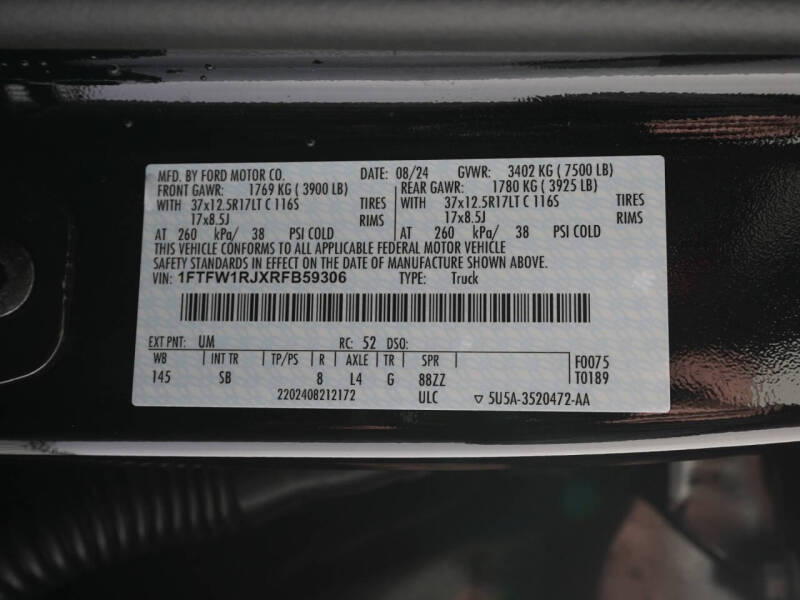 MFD. BY FORD MOTOR CO. DATE: 08/24 GVWR: 3402 KG ( 7500 LB)
FRONT GAWR: 1769 KG ( 3900 LB) REAR GAWR: 1780 KG ( 3925 LB)
WITH 37x12.5R17LT C 116S TIRES WITH 37x12.5R17LT C 116S TIRES
17x8.5J RIMS 17x8.5J RIMS
AT 260 kPa/ 38 PSI COLD AT 260 kPa/ 38 PSI COLD
THIS VEHICLE CONFORMS TO ALL APPLICABLE FEDERAL MOTOR VEHICLE
SAFETY STANDARDS IN EFFECT ON THE DATE OF MANUFACTURE SHOWN ABOVE.
VIN: 1FTFW1RJXRFB59306 TYPE: Truck
EXT PNT: UM RC: 52 DSO:
WB INT TR TP/PS R AXLE TR SPR F0075
145 SB 8 L4 G 88ZZ T0189
2202408212172 ULC ▽ 5U5A-3520472-AA